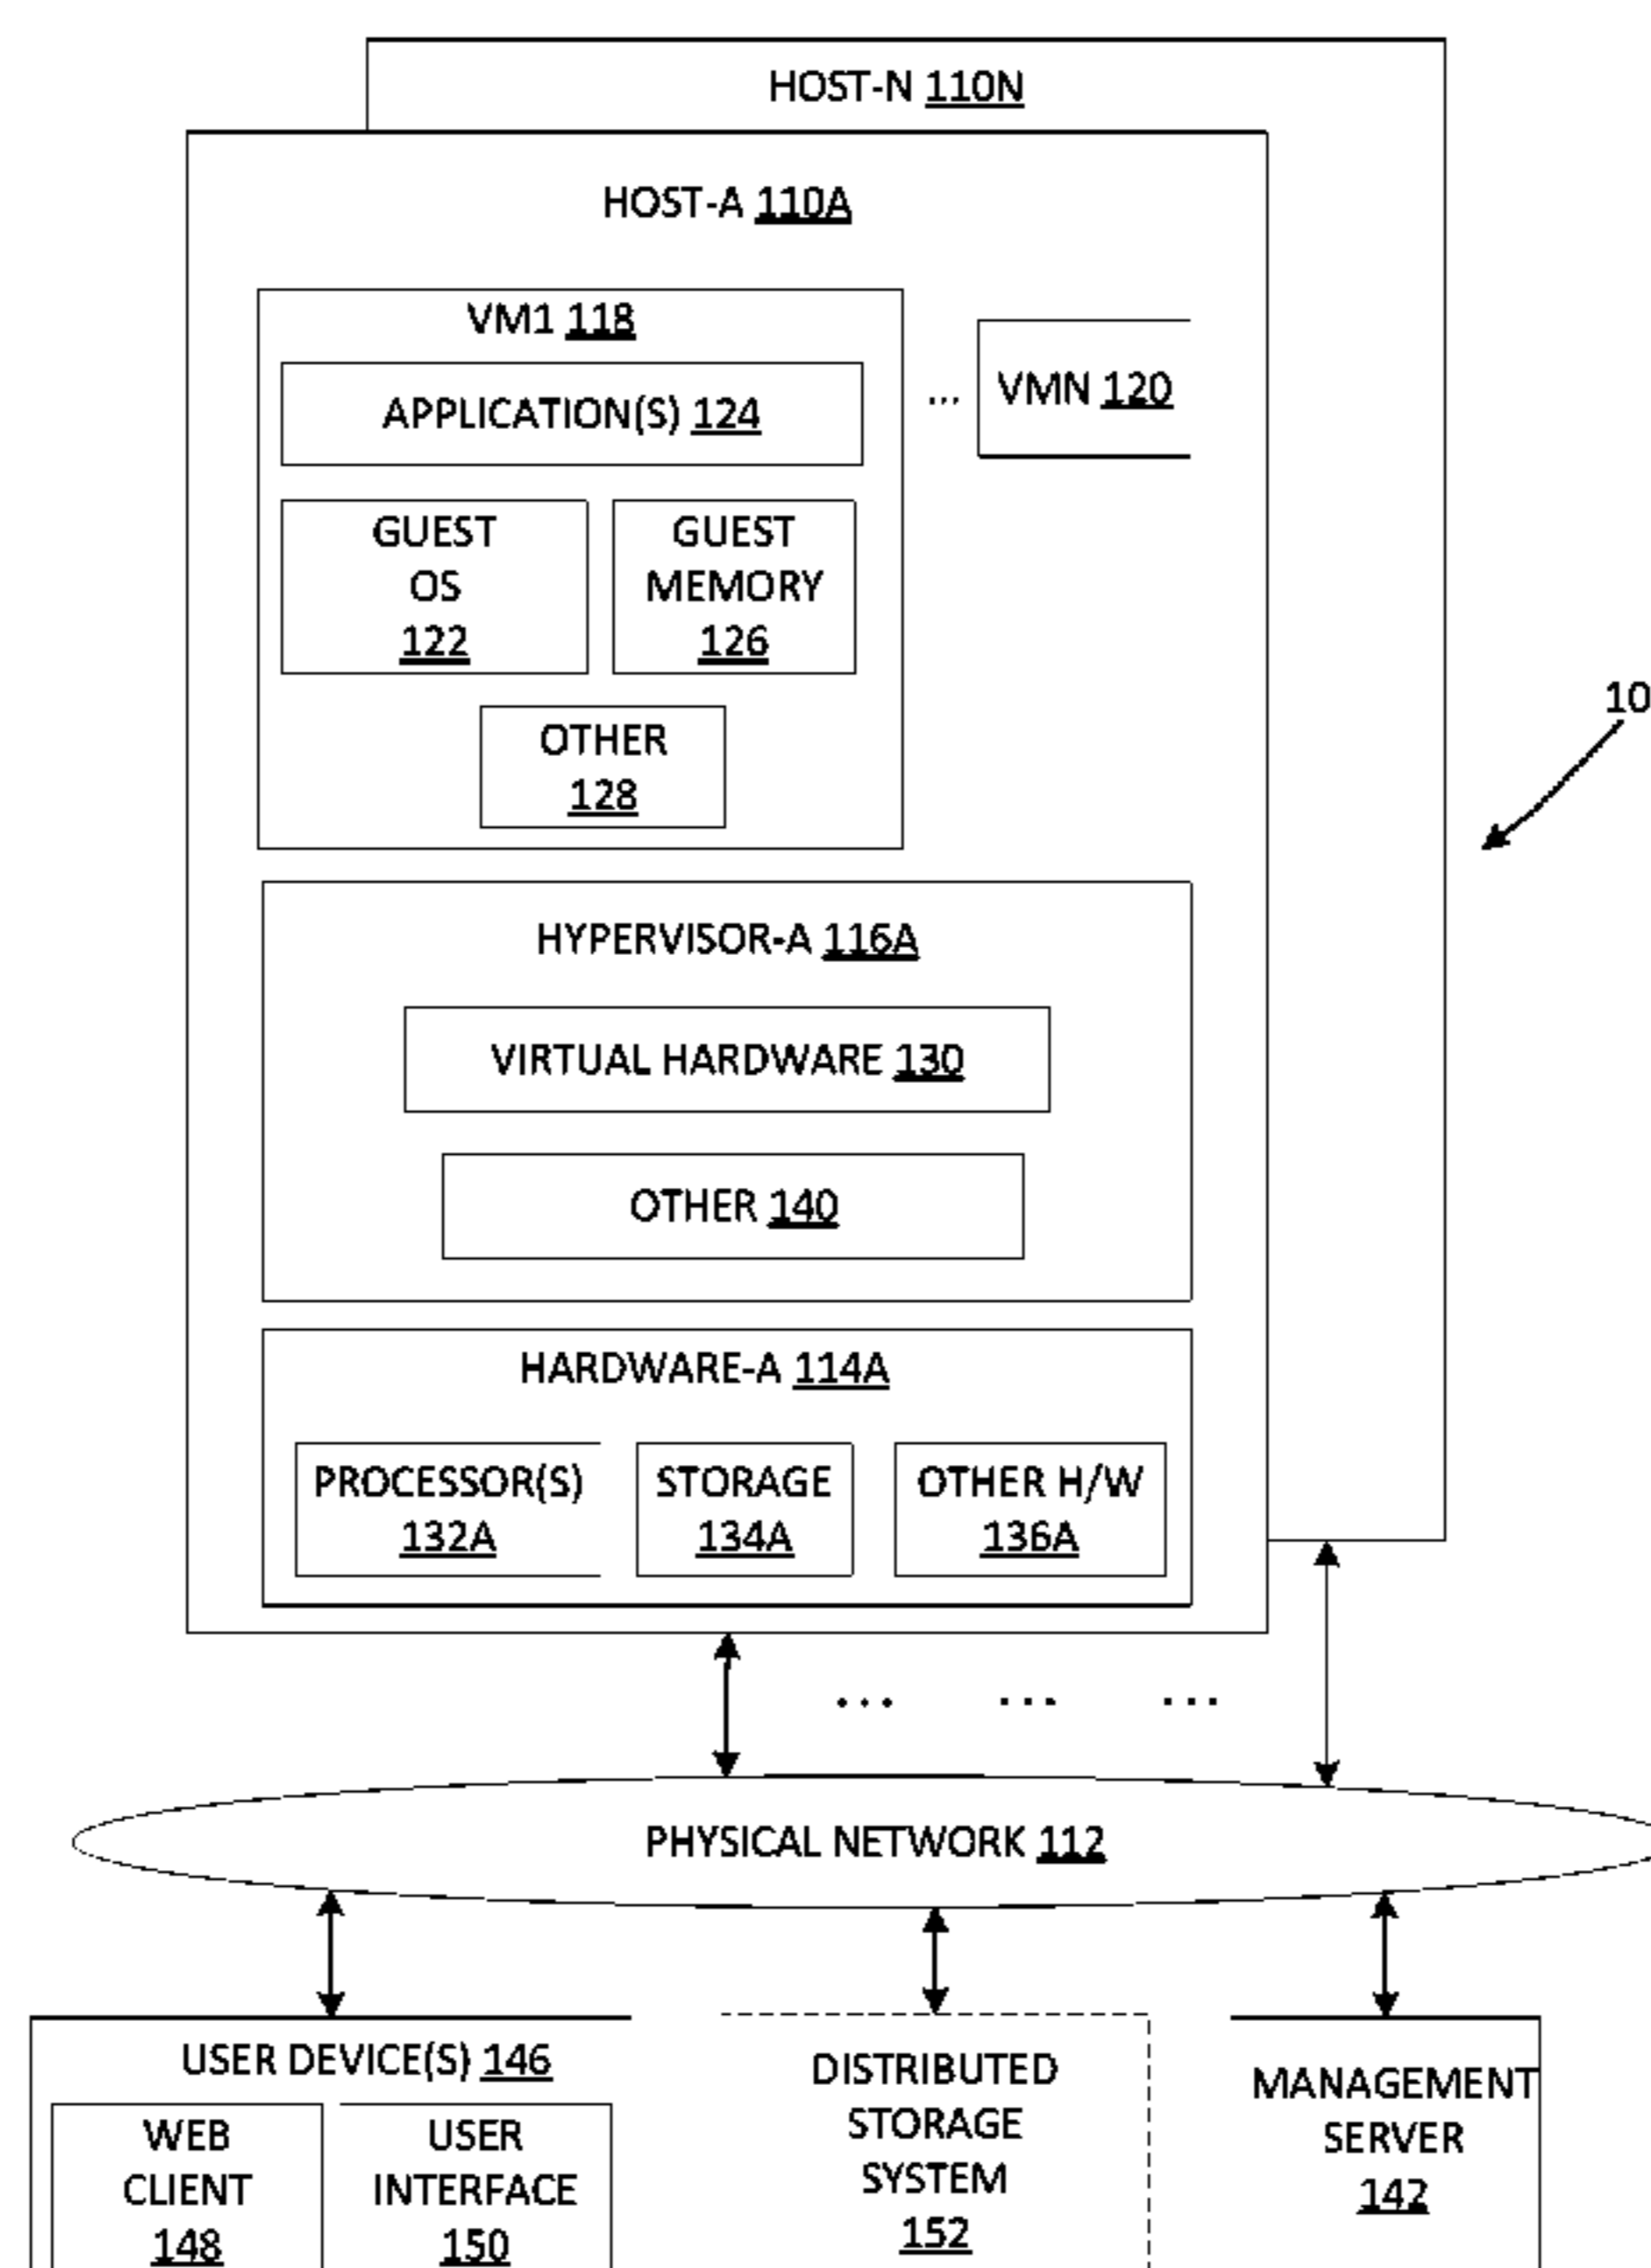 HOST-N 110N
HOST-A 110A
VM1 118
APPLICATION(S) 124
... VMN 120
GUEST
OS
122
GUEST
MEMORY
126
OTHER
128
10
HYPERVISOR-A 116A
VIRTUAL HARDWARE 130
OTHER 140
HARDWARE-A 114A
PROCESSOR(S)
132A
STORAGE
134A
OTHER H/W
136A
... ... ...
PHYSICAL NETWORK 112
USER DEVICE(S) 146
WEB
CLIENT
148
USER
INTERFACE
150
DISTRIBUTED
STORAGE
SYSTEM
152
MANAGEMENT
SERVER
142